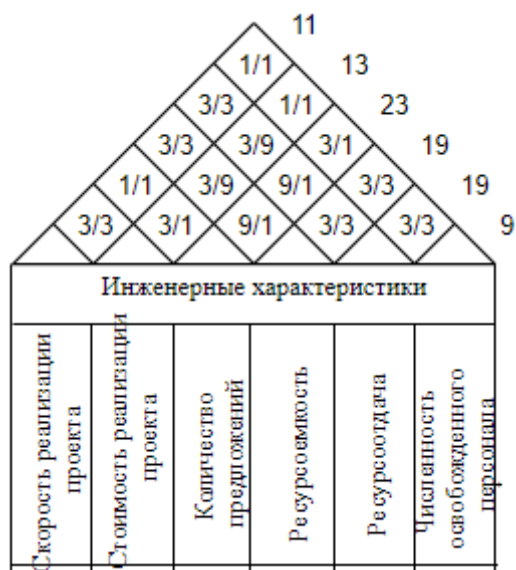 11
1/1 13
3/3 1/1 23
3/3 3/9 3/1 19
1/1 3/9 9/1 3/3 19
3/3 3/1 9/1 3/3 3/3 9
Инженерные характеристики
Скорость реализации
проекта
Стоимость реализации
проекта
Количество
предложений
Ресурсоемкость
Ресурсоотдача
Численность
освобожденного
персонала